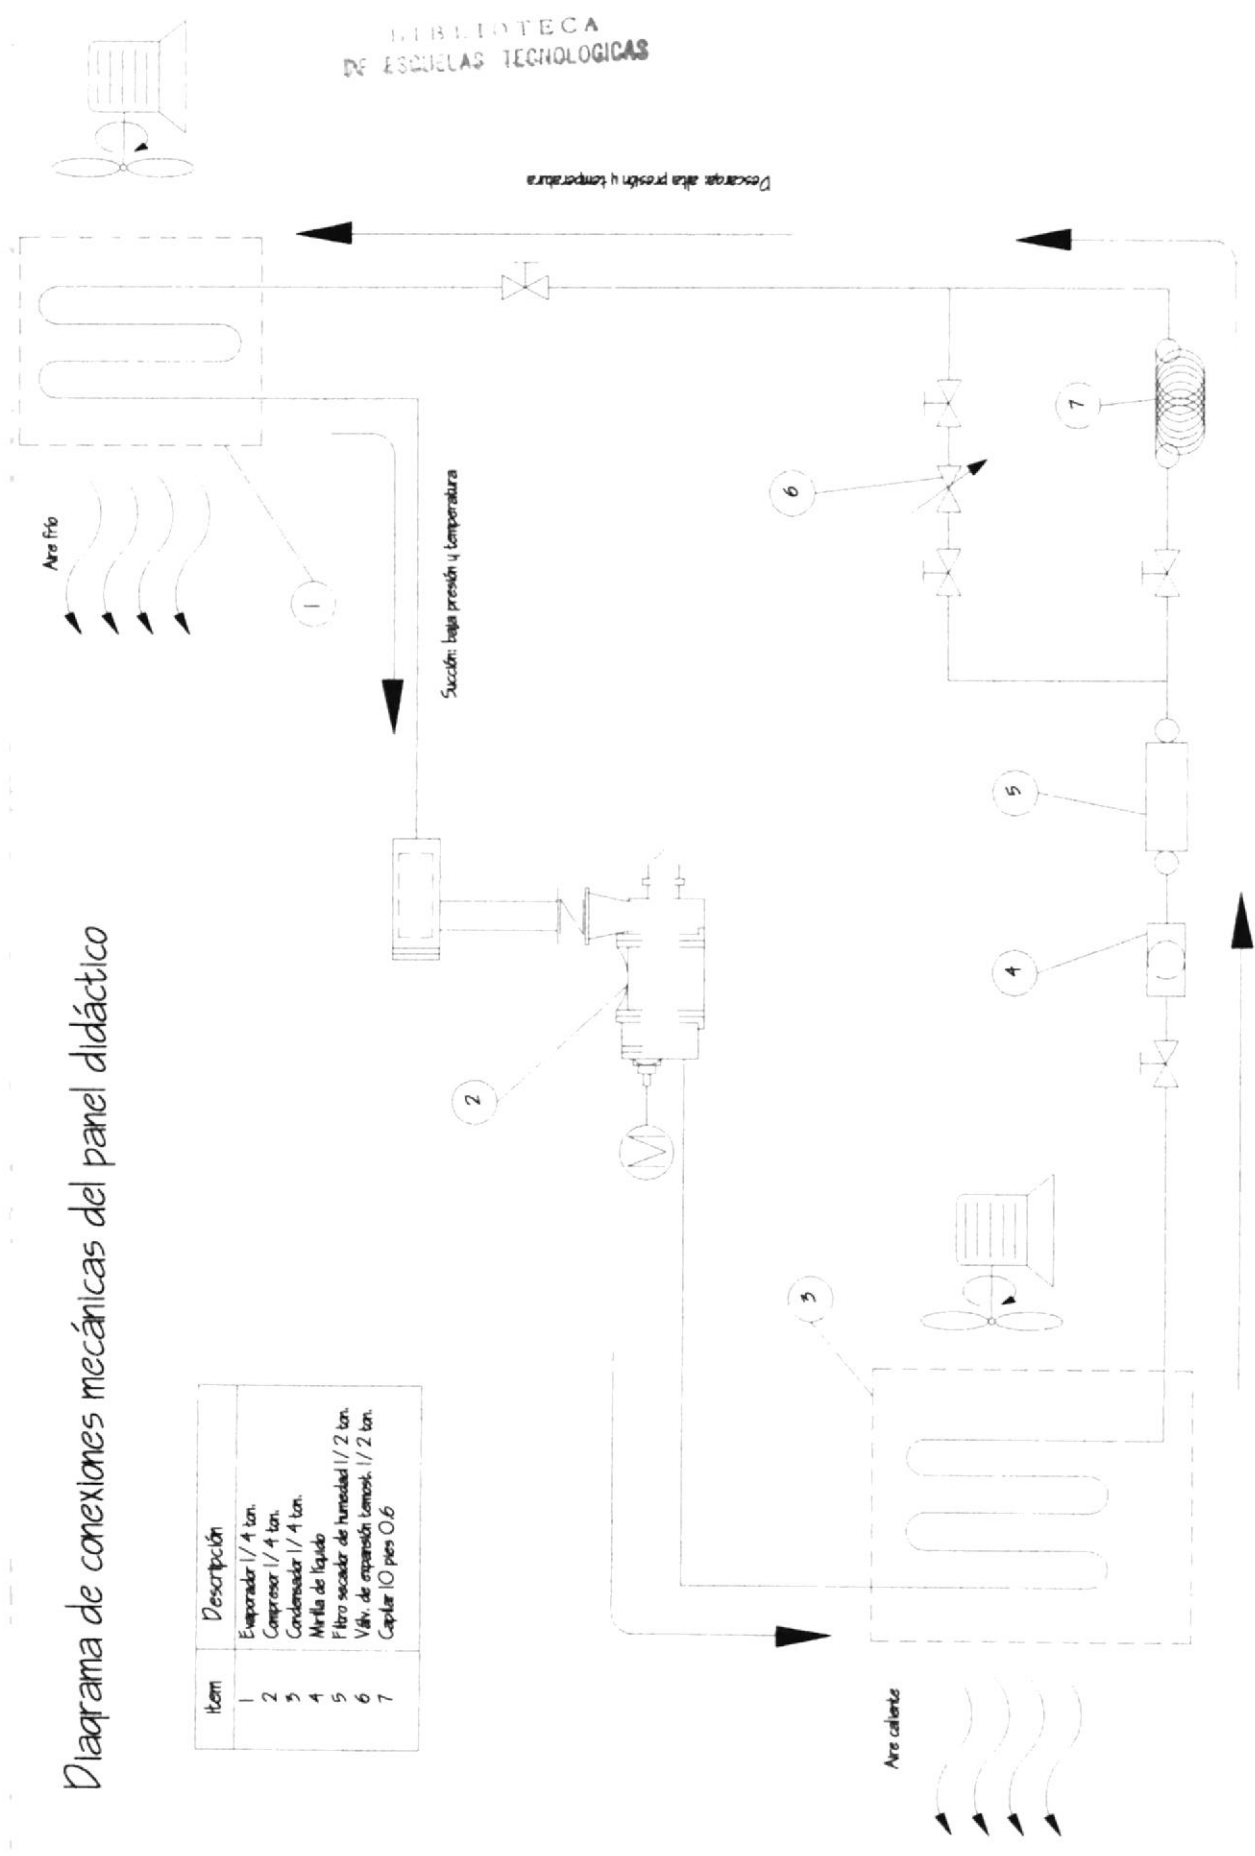 BIBLIOTECA
DE ESCUELAS TECNOLOGICAS
Diagrama de conexiones mecánicas del panel didáctico
Item Descripción
1 Evaporador 1/4 ton.
2 Compresor 1/4 ton.
3 Condensador 1/4 ton.
4 Mirilla de líquido
5 Filtro secador de humedad 1/2 ton.
6 Válv. de expansión temost. 1/2 ton.
7 Capilar 10 pies 0.6
Aire frío
1
Succión: baja presión y temperatura
Descarga: alta presión y temperatura
2
M
3
4
5
6
7
Aire caliente